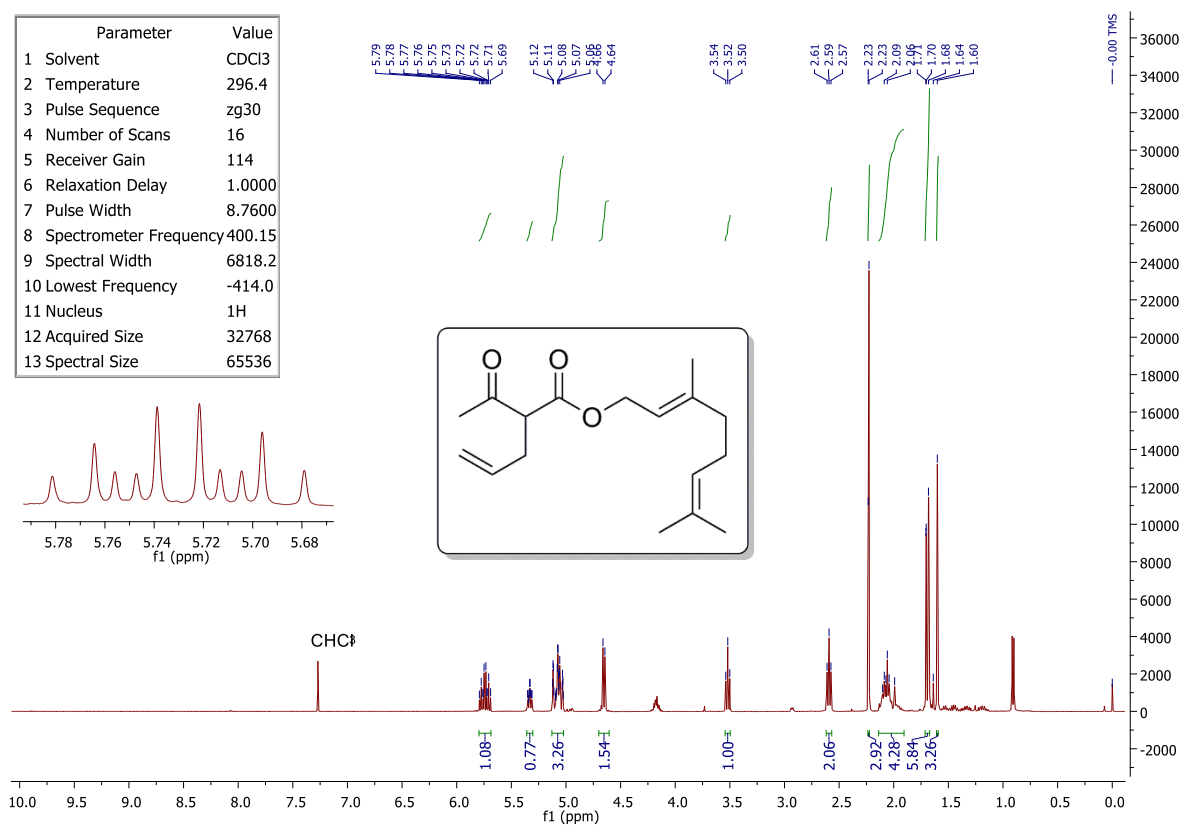 Parameter Value
1 Solvent CDCl3
2 Temperature 296.4
3 Pulse Sequence zg30
4 Number of Scans 16
5 Receiver Gain 114
6 Relaxation Delay 1.0000
7 Pulse Width 8.7600
8 Spectrometer Frequency 400.15
9 Spectral Width 6818.2
10 Lowest Frequency -414.0
11 Nucleus 1H
12 Acquired Size 32768
13 Spectral Size 65536
5.79 5.78 5.77 5.76 5.75 5.73 5.72 5.72 5.71 5.69 5.12 5.11 5.08 5.07 5.06 4.66 4.64 3.54 3.52 3.50 2.61 2.59 2.57 2.23 2.23 2.09 2.06 1.71 1.70 1.68 1.64 1.60 -0.00 TMS
36000
34000
32000
30000
28000
26000
24000
22000
20000
18000
16000
14000
12000
10000
8000
6000
4000
2000
0
-2000
O O
O
5.78 5.76 5.74 5.72 5.70 5.68
f1 (ppm)
CHCl3
1.08 0.77 3.26 1.54 1.00 2.06 2.92 4.28 5.84 3.26
10.0 9.5 9.0 8.5 8.0 7.5 7.0 6.5 6.0 5.5 5.0 4.5 4.0 3.5 3.0 2.5 2.0 1.5 1.0 0.5 0.0
f1 (ppm)